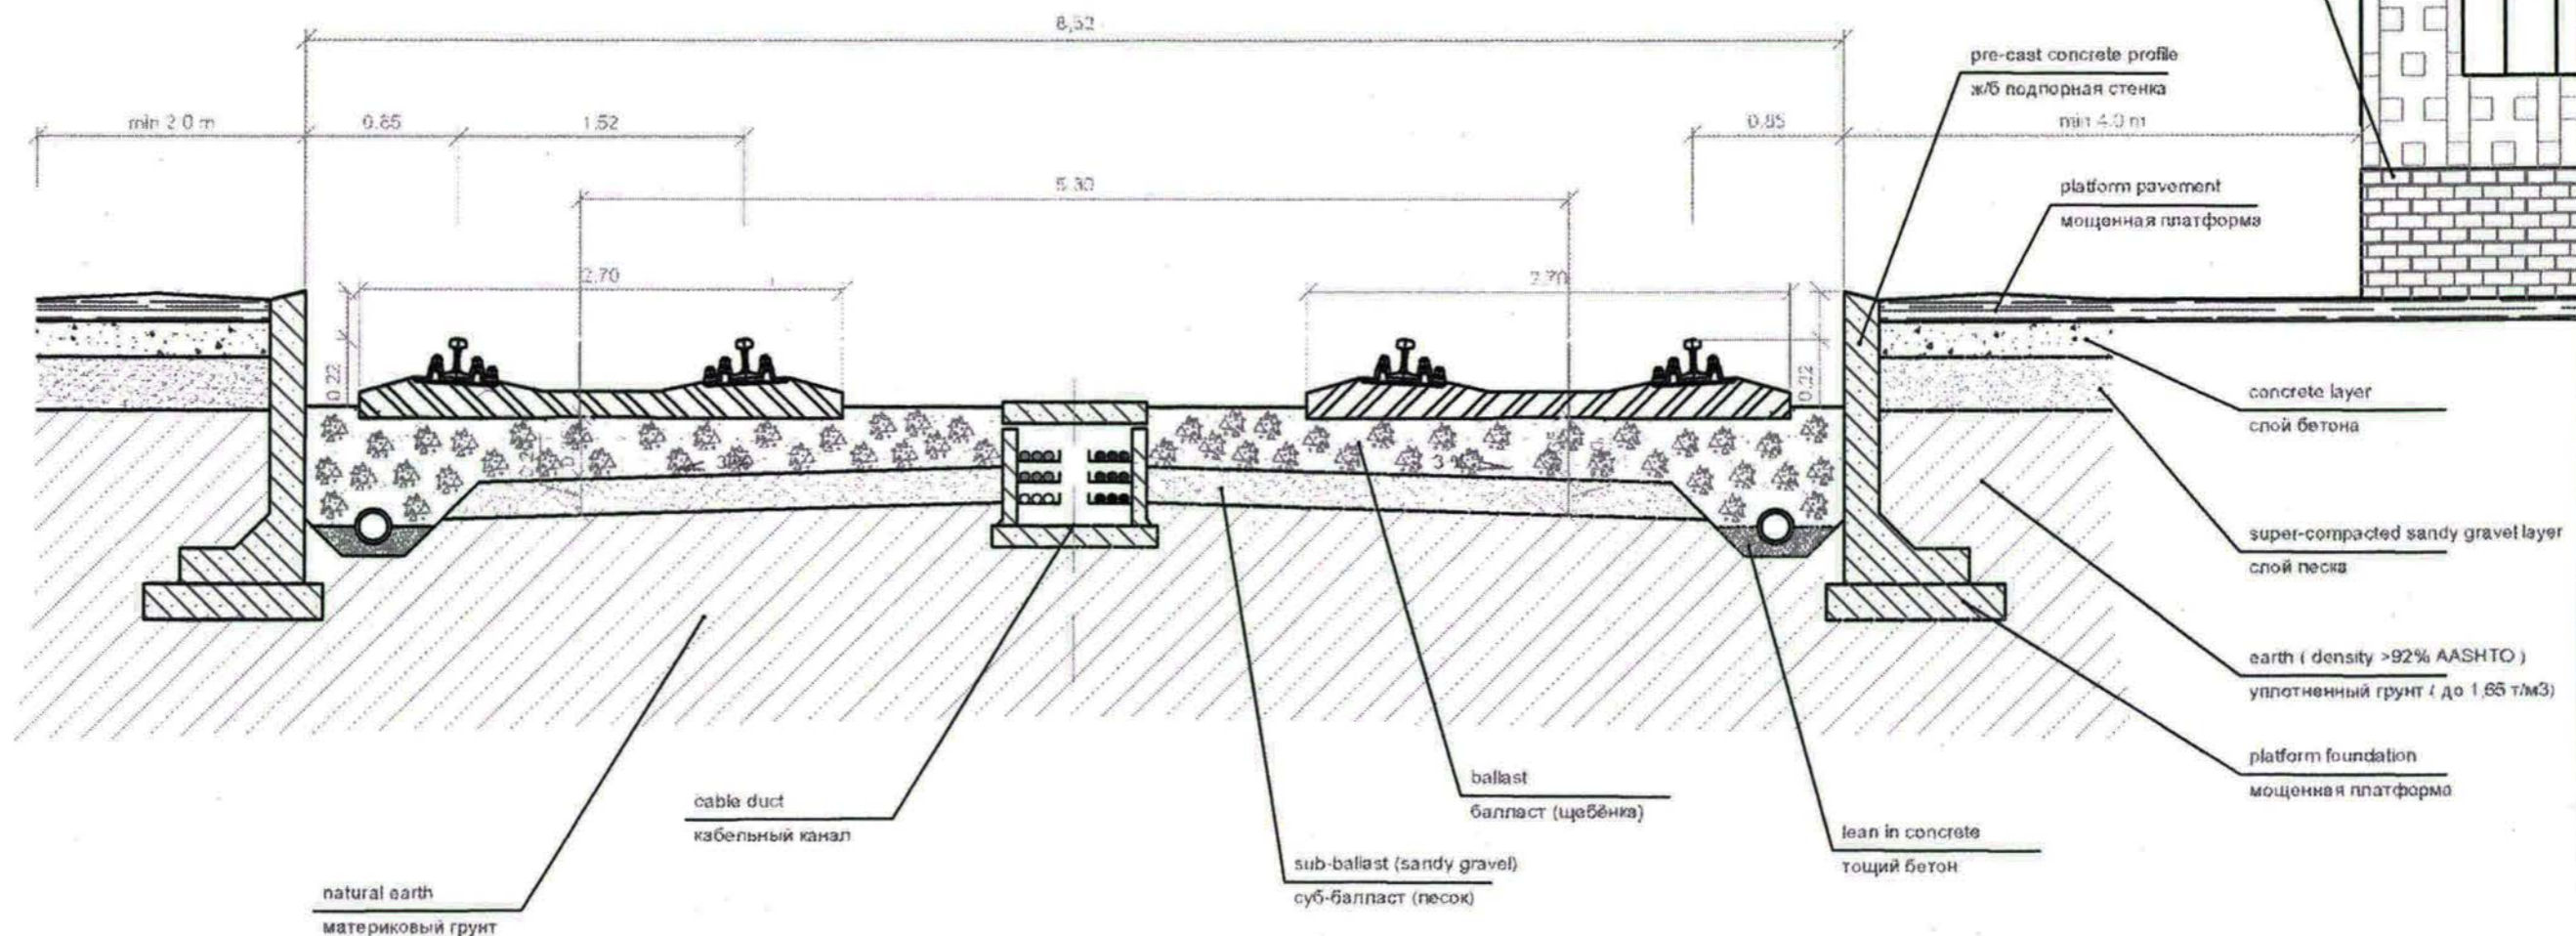 8,52
pre-cast concrete profile
ж/б подпорная стенка
min 2.0 m
0.85
1.52
0.85
min 4.0 m
5.30
platform pavement
мощенная платформа
2.70
2.70
0.22
0.22
concrete layer
слой бетона
super-compacted sandy gravel layer
слой песка
earth ( density >92% AASHTO )
уплотненный грунт ( до 1,65 т/м3)
platform foundation
мощенная платформа
ballast
балласт (щебёнка)
cable duct
кабельный канал
lean in concrete
тощий бетон
sub-ballast (sandy gravel)
суб-балласт (песок)
natural earth
материковый грунт